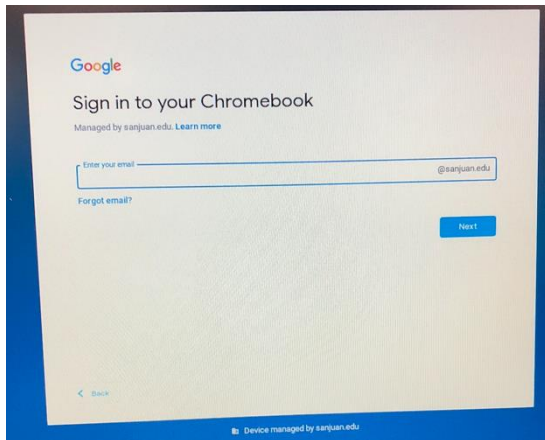 Google
Sign in to your Chromebook
Managed by sanjuan.edu. Learn more
Enter your email
@sanjuan.edu
Forgot email?
Next
Back
Device managed by sanjuan.edu